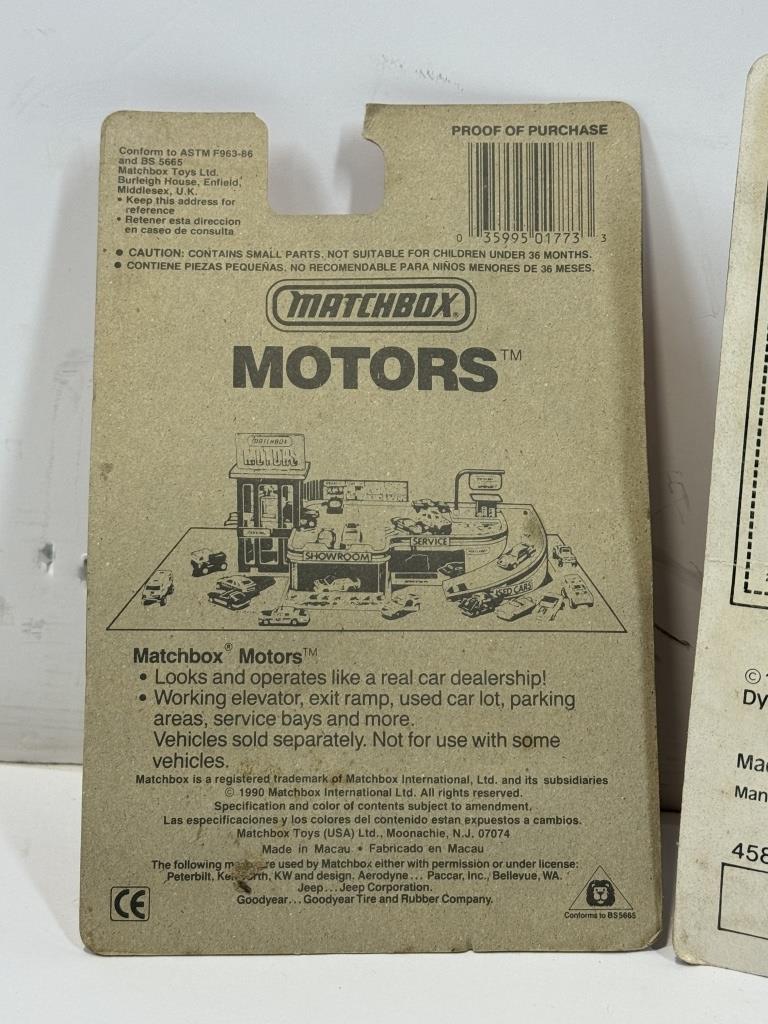 Conform to ASTM F963-86
and BS 5665
Matchbox Toys Ltd.
Burleigh House, Enfield,
Middlesex, U.K.
• Keep this address for
reference
• Retener esta direccion
en caseo de consulta
PROOF OF PURCHASE
0 35995 01773 3
• CAUTION: CONTAINS SMALL PARTS. NOT SUITABLE FOR CHILDREN UNDER 36 MONTHS.
• CONTIENE PIEZAS PEQUEÑAS. NO RECOMENDABLE PARA NIÑOS MENORES DE 36 MESES.
MATCHBOX®
MOTORS™
MATCHBOX
MOTORS
SHOWROOM
SERVICE
USED CARS
Matchbox® Motors™
• Looks and operates like a real car dealership!
• Working elevator, exit ramp, used car lot, parking
areas, service bays and more.
Vehicles sold separately. Not for use with some
vehicles.
Matchbox is a registered trademark of Matchbox International, Ltd. and its subsidiaries
© 1990 Matchbox International Ltd. All rights reserved.
Specification and color of contents subject to amendment.
Las especificaciones y los colores del contenido estan expuestos a cambios.
Matchbox Toys (USA) Ltd., Moonachie, N.J. 07074
Made in Macau • Fabricado en Macau
The following are used by Matchbox either with permission or under license:
Peterbilt, KW and design. Aerodyne... Paccar, Inc., Bellevue, WA.
Jeep...Jeep Corporation.
Goodyear...Goodyear Tire and Rubber Company.
CE
Conforms to BS5665
©
Dy
Ma
Man
458